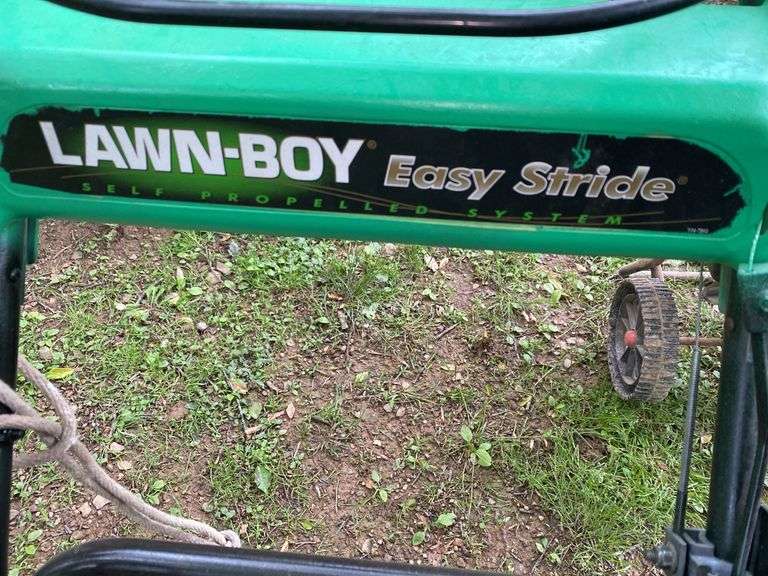 LAWN-BOY® Easy Stride®
SELF PROPELLED SYSTEM